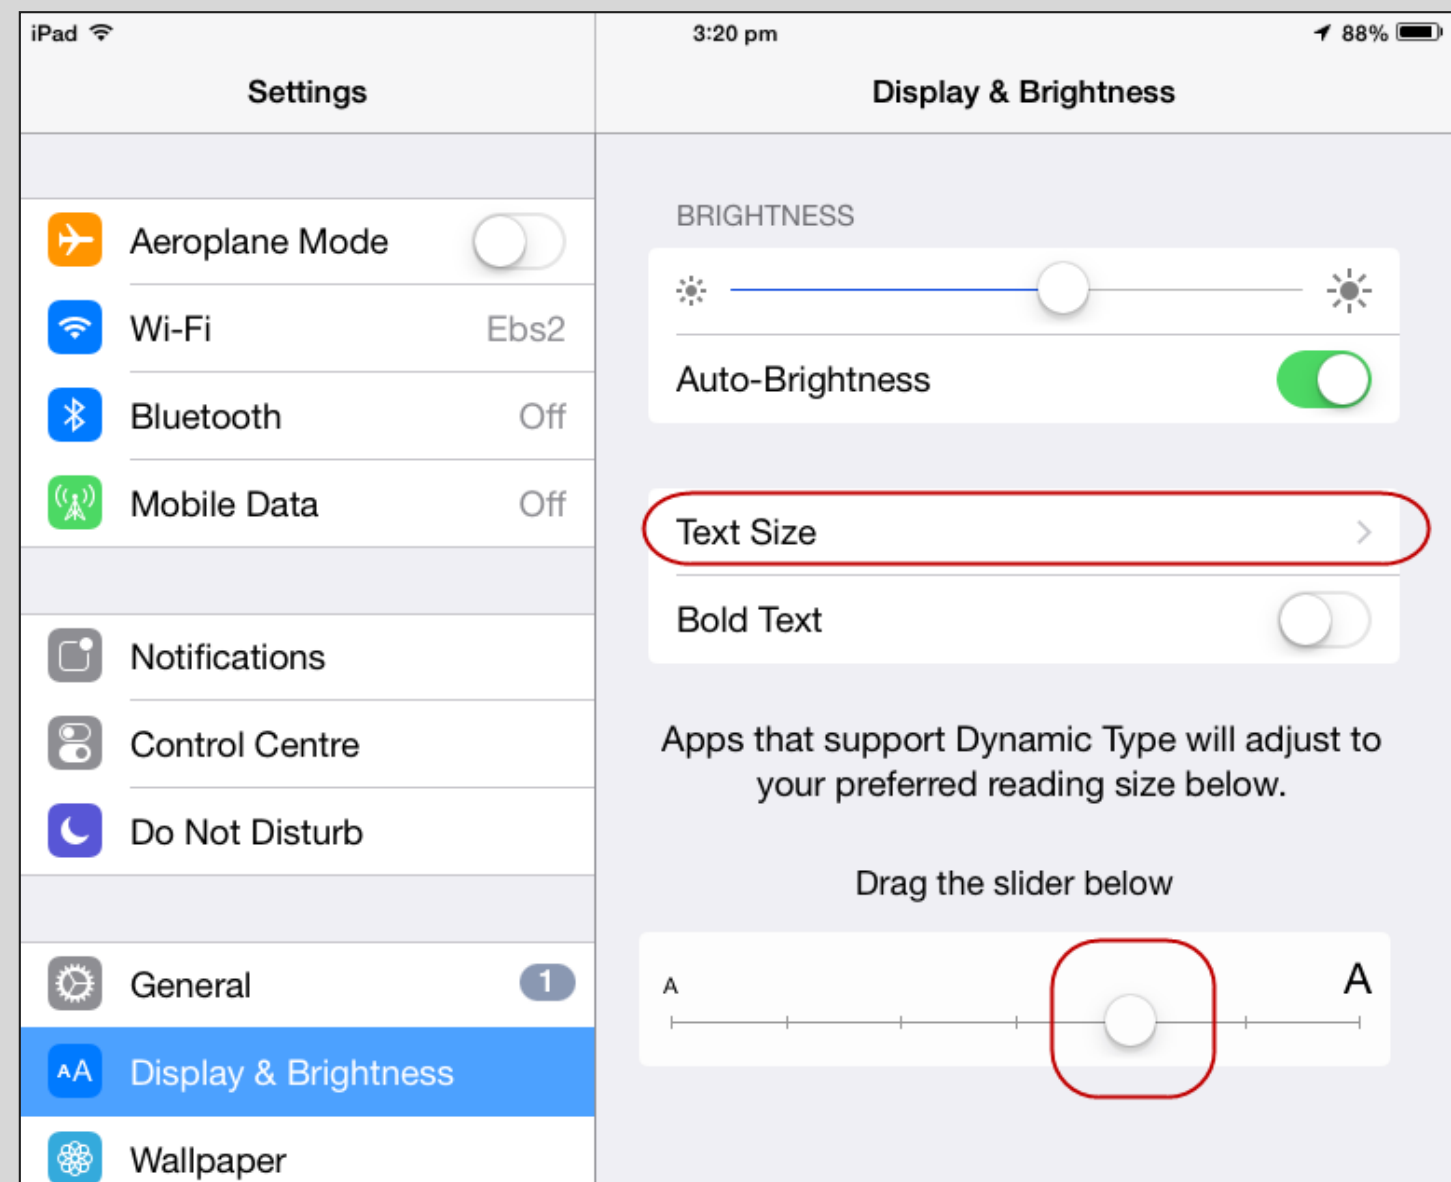 iPad
3:20 pm
88%
Settings
Display & Brightness
Aeroplane Mode
Wi-Fi
Ebs2
Bluetooth
Off
Mobile Data
Off
Notifications
Control Centre
Do Not Disturb
General
1
AA
Display & Brightness
Wallpaper
BRIGHTNESS
Auto-Brightness
Text Size
Bold Text
Apps that support Dynamic Type will adjust to
your preferred reading size below.
Drag the slider below
A
A